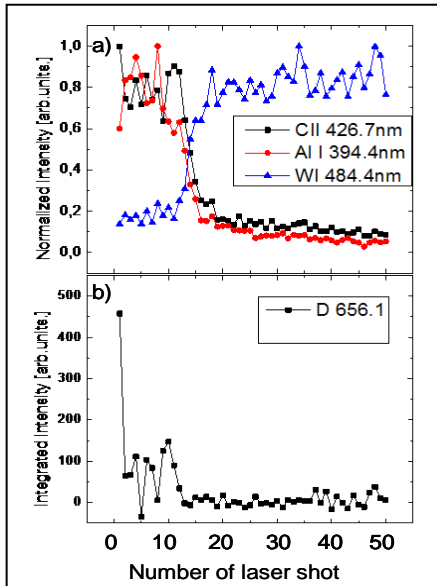 a)
Normalized Intensity [arb.units.]
1,0
0,8
0,6
0,4
0,2
0,0
CII 426.7nm
Al I 394.4nm
WI 484.4nm
b)
Integrated Intensity [arb.units.]
500
400
300
200
100
0
D 656.1
0 10 20 30 40 50
Number of laser shot